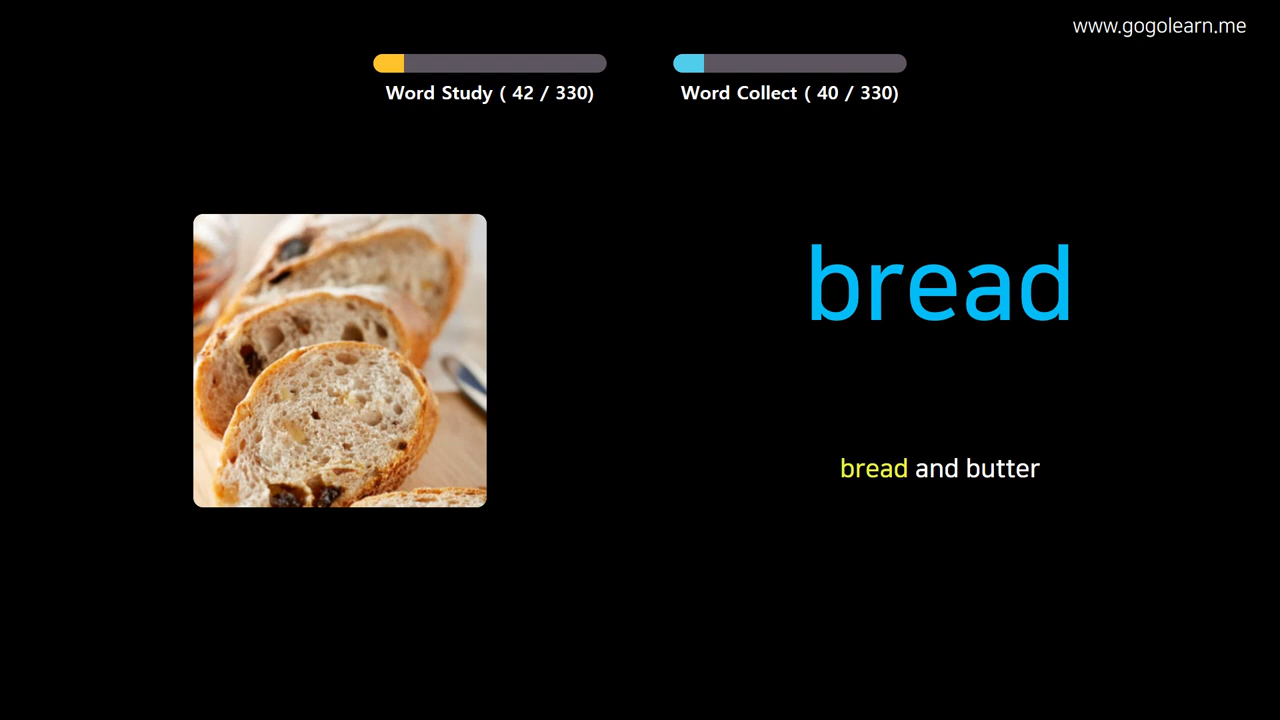 www.gogolearn.me
Word Study ( 42 / 330)
Word Collect ( 40 / 330)
bread
bread and butter